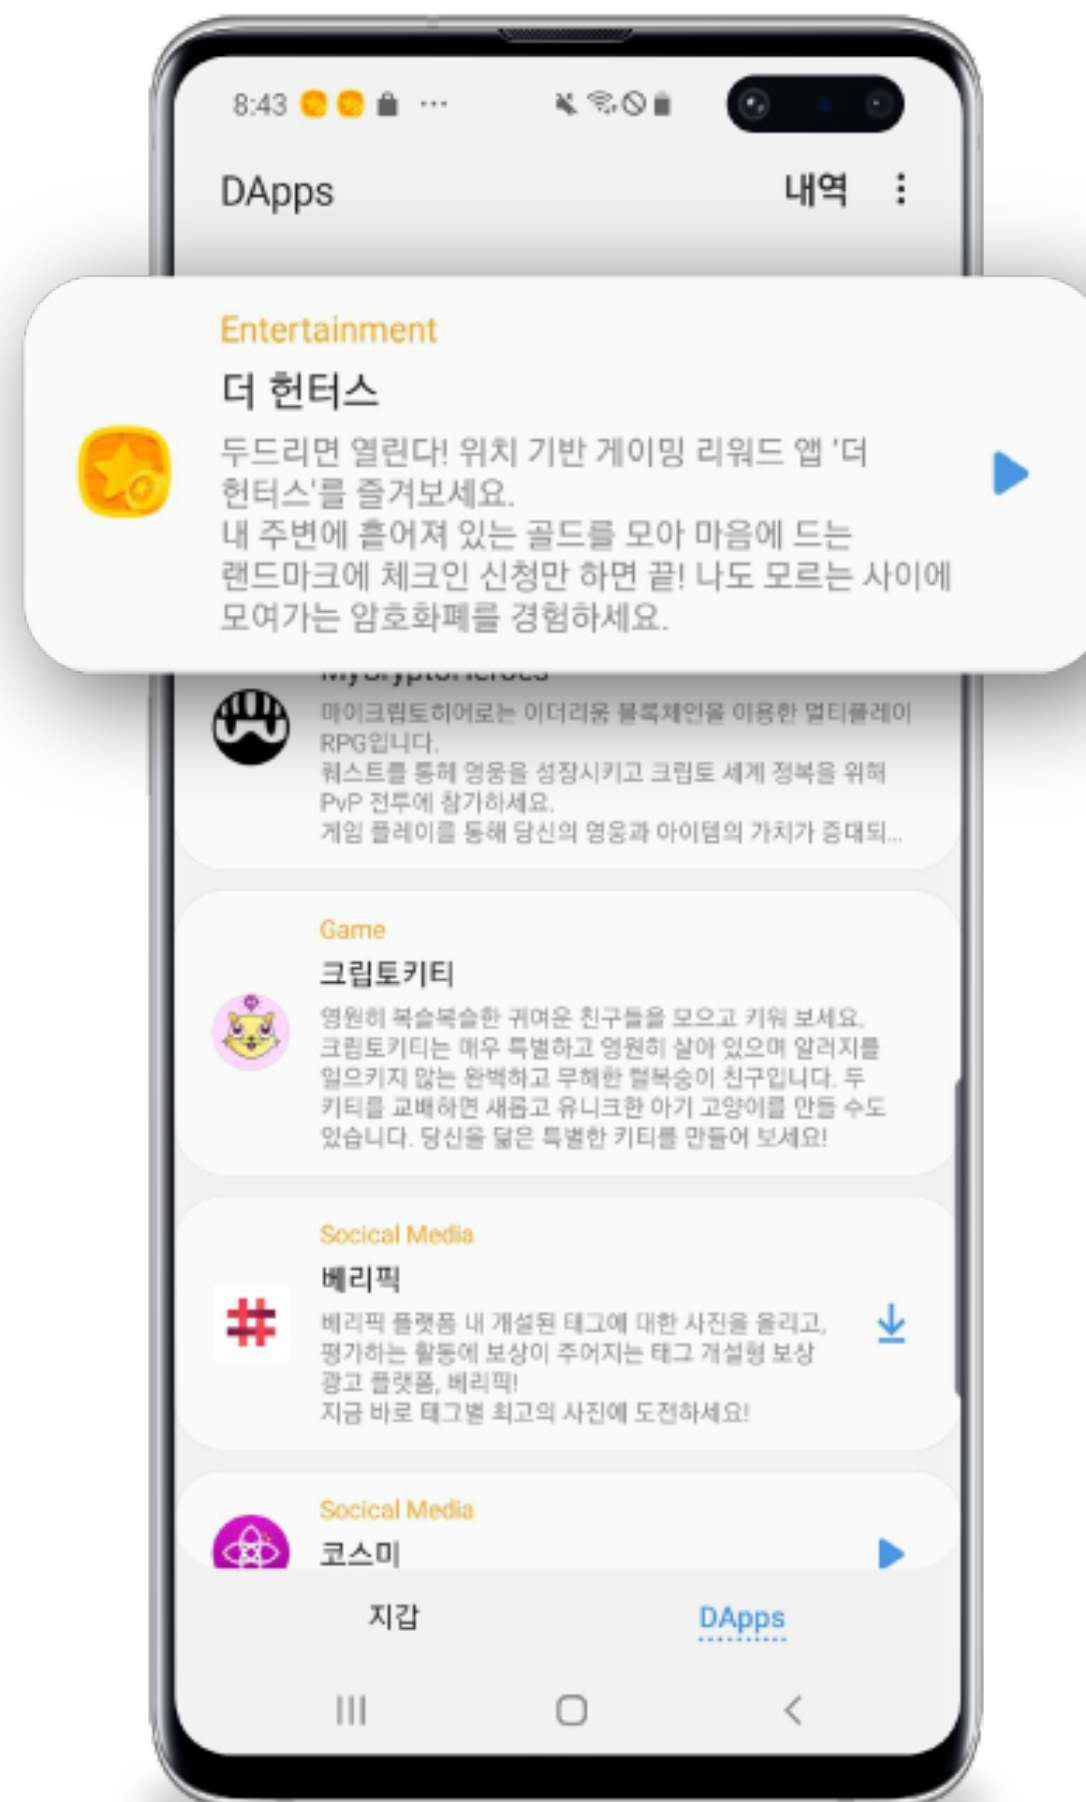 8:43
DApps
내역
Entertainment
더 헌터스
두드리면 열린다! 위치 기반 게이밍 리워드 앱 '더
헌터스'를 즐겨보세요.
내 주변에 흩어져 있는 골드를 모아 마음에 드는
랜드마크에 체크인 신청만 하면 끝! 나도 모르는 사이에
모여가는 암호화폐를 경험하세요.
MyCryptoHeroes
마이크립토히어로는 이더리움 블록체인을 이용한 멀티플레이
RPG입니다.
퀘스트를 통해 영웅을 성장시키고 크립토 세계 정복을 위해
PvP 전투에 참가하세요.
게임 플레이를 통해 당신의 영웅과 아이템의 가치가 증대되...
Game
크립토키티
영원히 복슬복슬한 귀여운 친구들을 모으고 키워 보세요.
크립토키티는 매우 특별하고 영원히 살아 있으며 알러지를
일으키지 않는 완벽하고 무해한 털복숭이 친구입니다. 두
키티를 교배하면 새롭고 유니크한 아기 고양이를 만들 수도
있습니다. 당신을 닮은 특별한 키티를 만들어 보세요!
Socical Media
베리픽
베리픽 플랫폼 내 개설된 태그에 대한 사진을 올리고,
평가하는 활동에 보상이 주어지는 태그 개설형 보상
광고 플랫폼, 베리픽!
지금 바로 태그별 최고의 사진에 도전하세요!
Socical Media
코스미
지갑
DApps